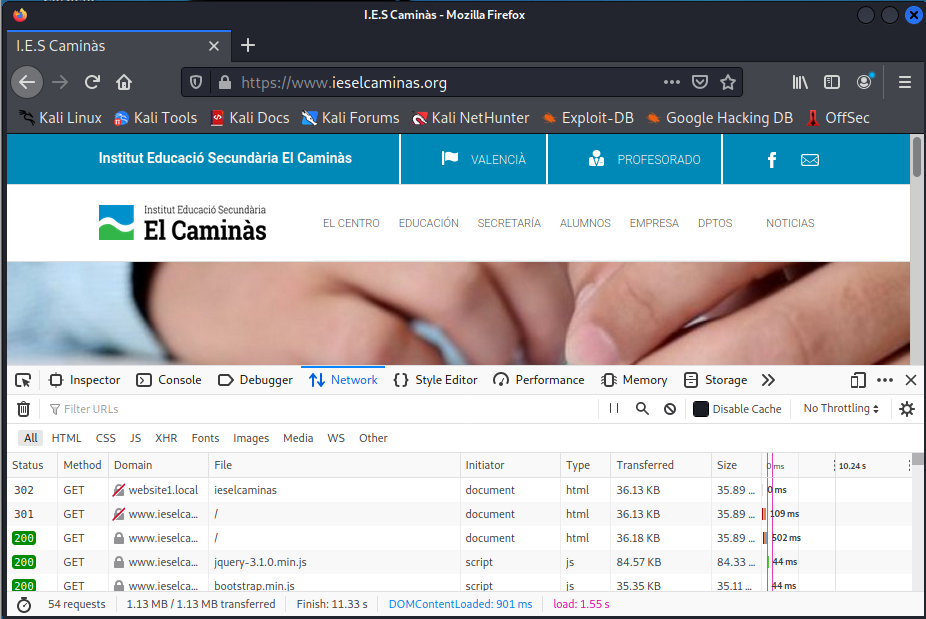 I.E.S Caminàs - Mozilla Firefox
I.E.S Caminàs
https://www.ieselcaminas.org
Kali Linux Kali Tools Kali Docs Kali Forums Kali NetHunter Exploit-DB Google Hacking DB OffSec
Institut Educació Secundària El Caminàs VALENCIÀ PROFESORADO
Institut Educació Secundària
El Caminàs
EL CENTRO EDUCACIÓN SECRETARÍA ALUMNOS EMPRESA DPTOS NOTICIAS
Inspector Console Debugger Network Style Editor Performance Memory Storage
Filter URLs Disable Cache No Throttling
All HTML CSS JS XHR Fonts Images Media WS Other
Status Method Domain File Initiator Type Transferred Size 0 ms 10.24 s
302 GET website1.local ieselcaminas document html 36.13 KB 35.89 … 0 ms
301 GET www.ieselca… / document html 36.13 KB 35.89 … 109 ms
200 GET www.ieselca… / document html 36.18 KB 35.89 … 502 ms
200 GET www.ieselca… jquery-3.1.0.min.js script js 84.57 KB 84.33 … 44 ms
200 GET www.ieselca… bootstrap.min.js script js 35.35 KB 35.11 … 44 ms
54 requests 1.13 MB / 1.13 MB transferred Finish: 11.33 s DOMContentLoaded: 901 ms load: 1.55 s